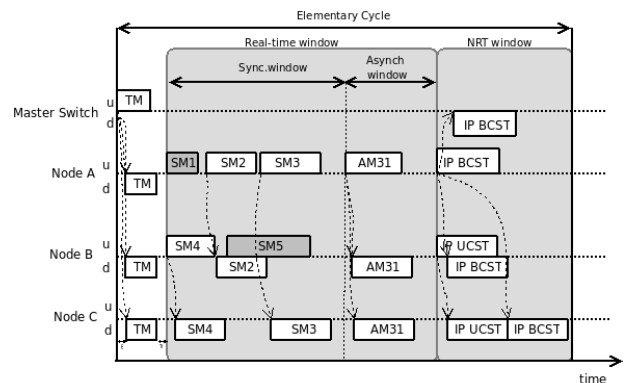 Elementary Cycle
Real-time window NRT window
Sync.window Asynch window
Master Switch u TM
d IP BCST
Node A u SM1 SM2 SM3 AM31 IP BCST
d TM
Node B u SM4 SM5 IP UCST
d TM SM2 AM31 IP BCST
Node C u
d TM SM4 SM3 AM31 IP UCST IP BCST
time